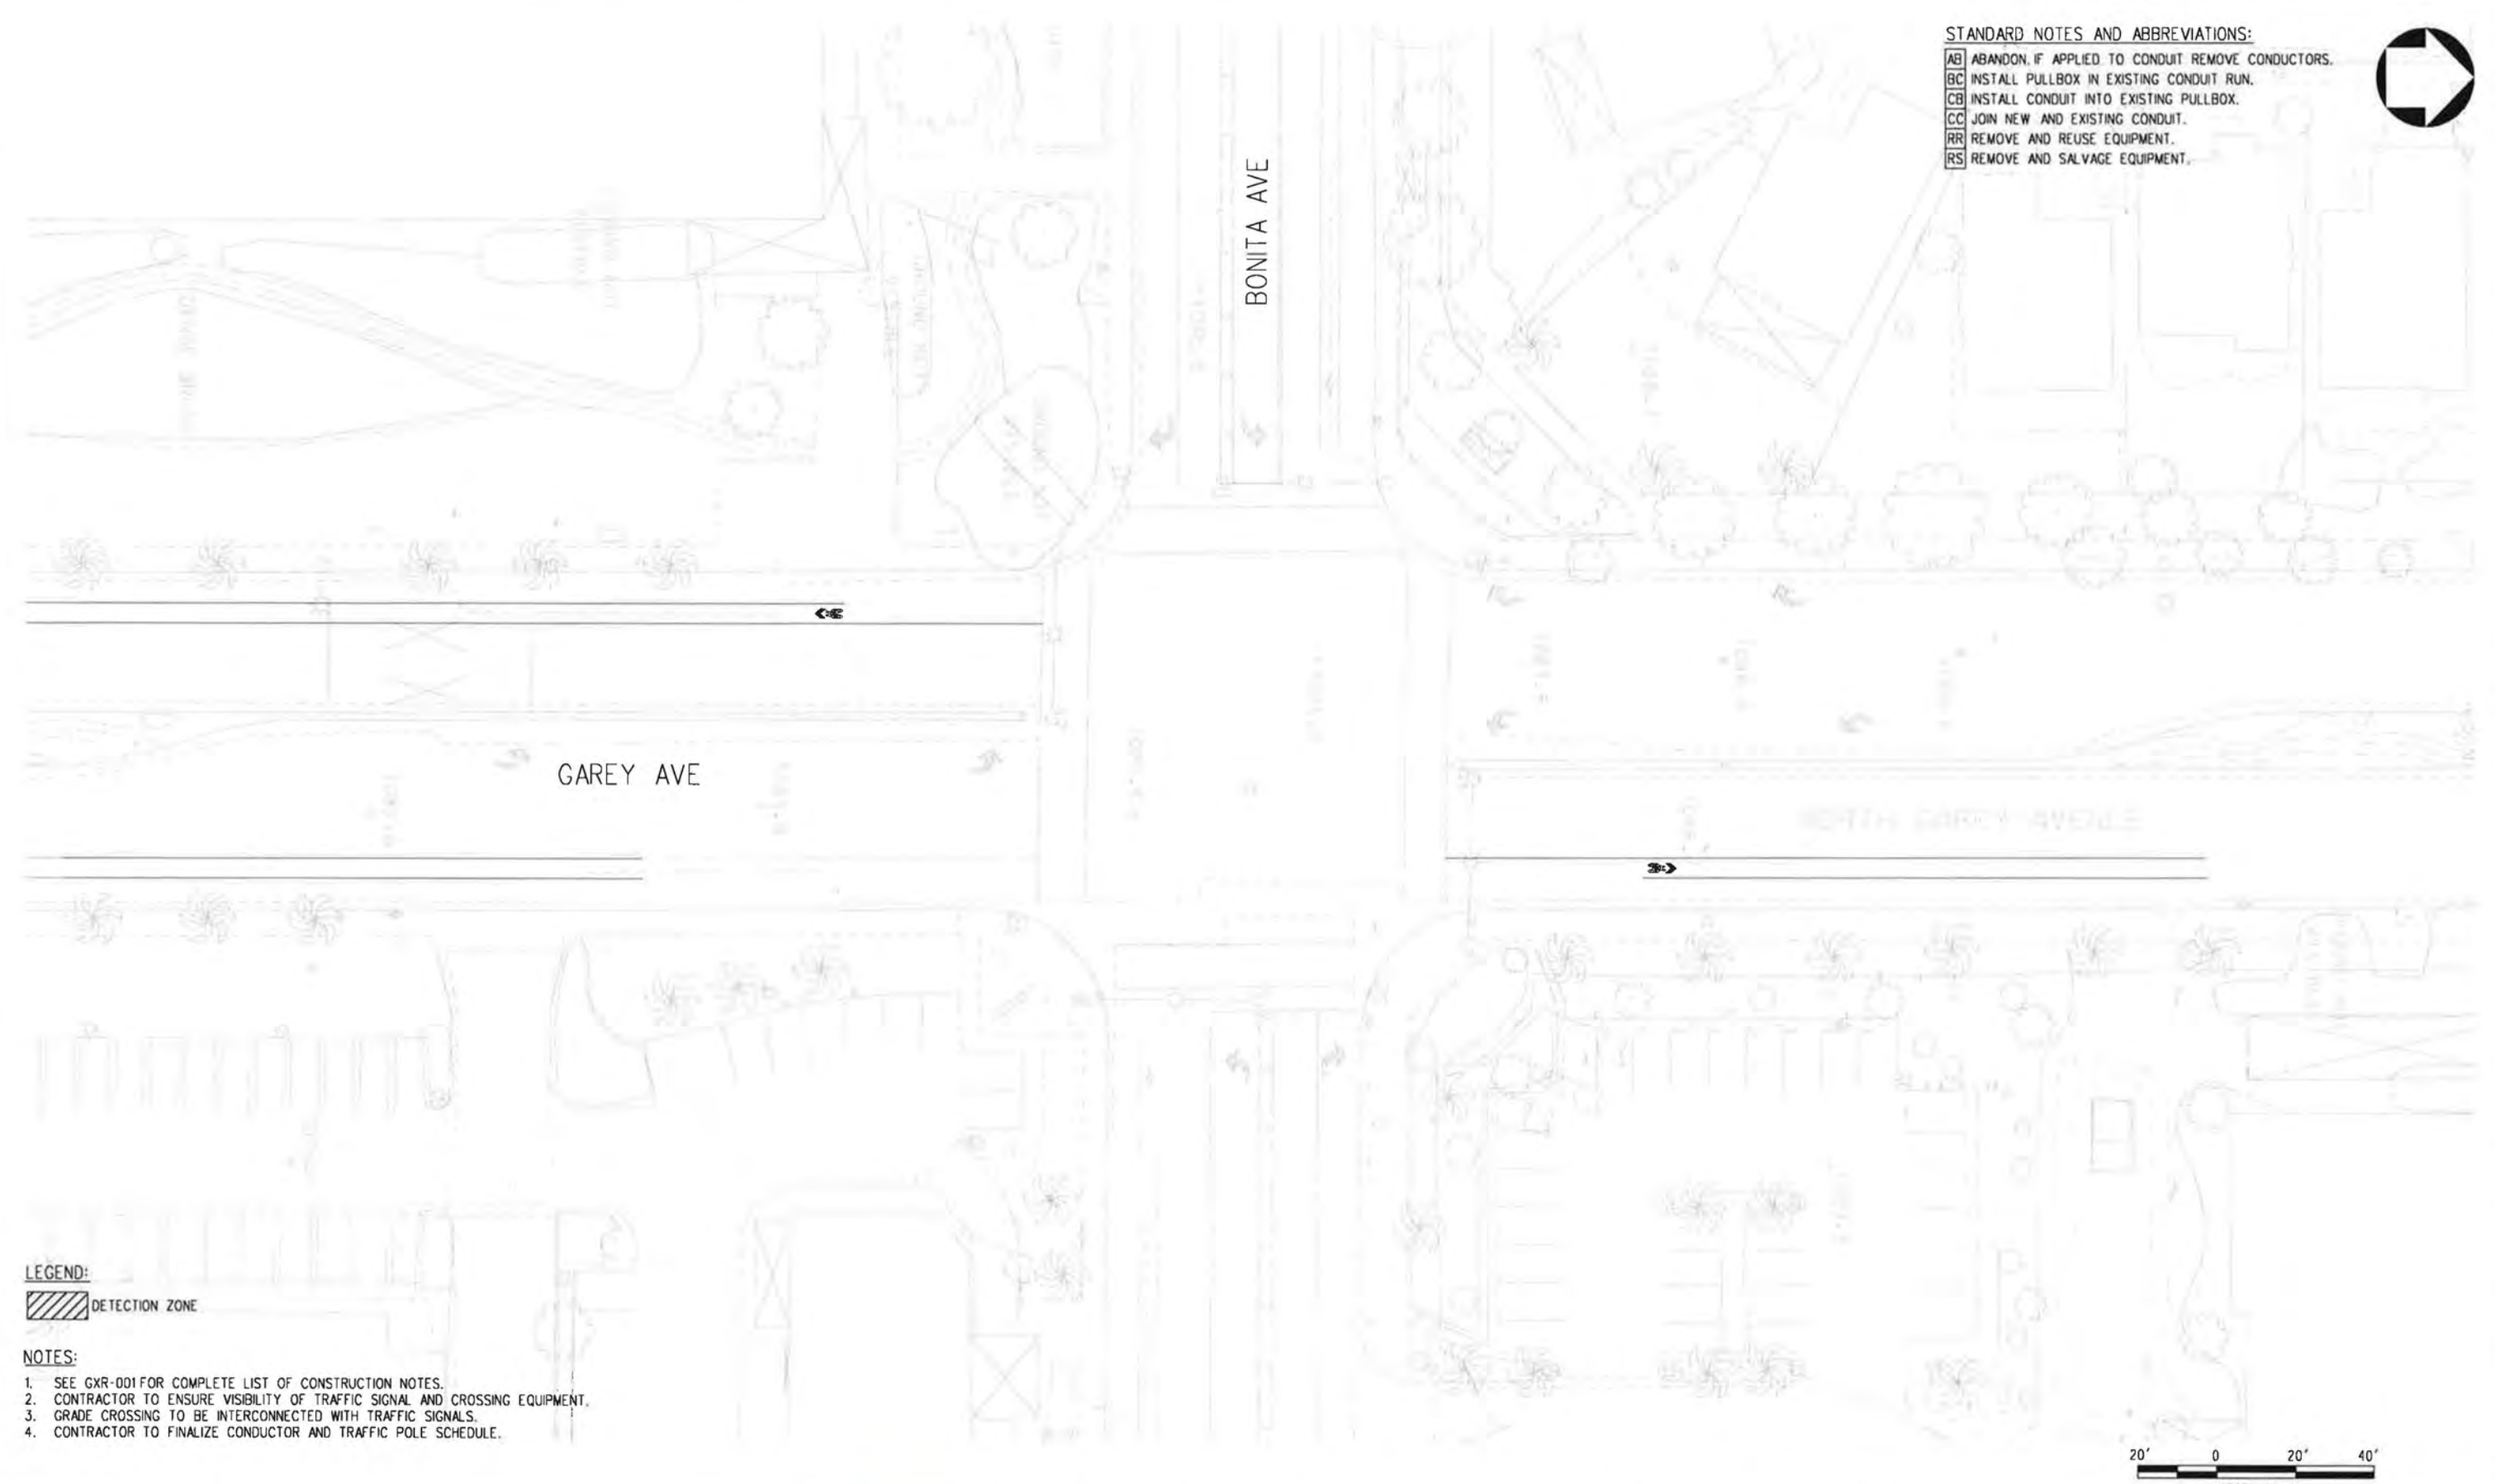 STANDARD NOTES AND ABBREVIATIONS:
AB ABANDON. IF APPLIED TO CONDUIT REMOVE CONDUCTORS.
BC INSTALL PULLBOX IN EXISTING CONDUIT RUN.
CB INSTALL CONDUIT INTO EXISTING PULLBOX.
CC JOIN NEW AND EXISTING CONDUIT.
RR REMOVE AND REUSE EQUIPMENT.
RS REMOVE AND SALVAGE EQUIPMENT.
BONITA AVE
GAREY AVE
NORTH GAREY AVENUE
LEGEND:
DETECTION ZONE
NOTES:
1. SEE GXR-001 FOR COMPLETE LIST OF CONSTRUCTION NOTES.
2. CONTRACTOR TO ENSURE VISIBILITY OF TRAFFIC SIGNAL AND CROSSING EQUIPMENT.
3. GRADE CROSSING TO BE INTERCONNECTED WITH TRAFFIC SIGNALS.
4. CONTRACTOR TO FINALIZE CONDUCTOR AND TRAFFIC POLE SCHEDULE.
20' 0 20' 40'